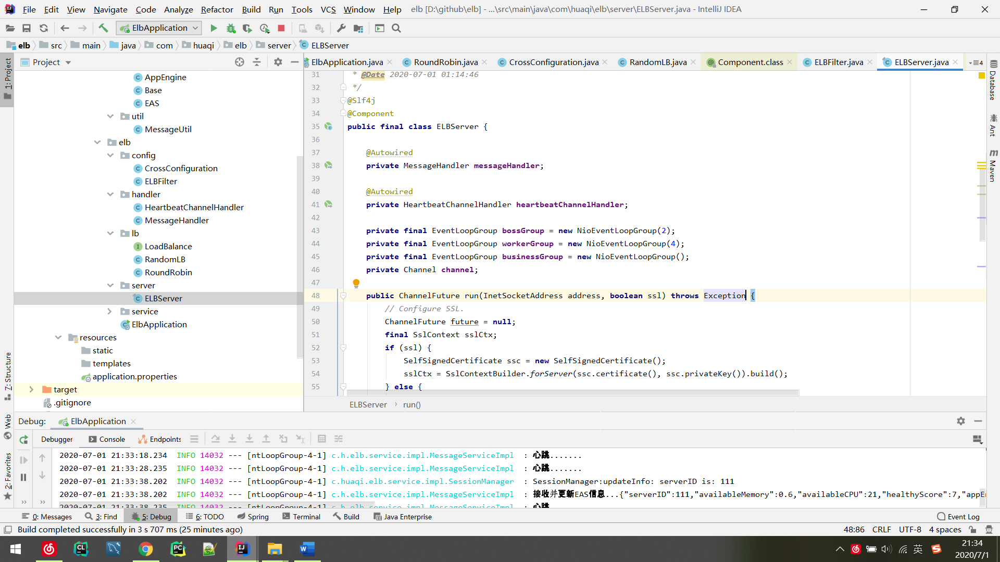 File Edit View Navigate Code Analyze Refactor Build Run Tools VCS Window Help elb [D:\github\elb] - ...\src\main\java\com\huaqi\elb\server\ELBServer.java - IntelliJ IDEA
ElbApplication
elb src main java com huaqi elb server ELBServer
Project
ElbApplication.java RoundRobin.java CrossConfiguration.java RandomLB.java Component.class ELBFilter.java ELBServer.java 4
1: Project
7: Structure
Web
2: Favorites
AppEngine
Base
EAS
util
MessageUtil
elb
config
CrossConfiguration
ELBFilter
handler
HeartbeatChannelHandler
MessageHandler
lb
LoadBalance
RandomLB
RoundRobin
server
ELBServer
service
ElbApplication
resources
static
templates
application.properties
target
.gitignore
31 * @Date 2020-07-01 01:14:46
32 */
33 @Slf4j
34 @Component
35 public final class ELBServer {
36
37 @Autowired
38 private MessageHandler messageHandler;
39
40 @Autowired
41 private HeartbeatChannelHandler heartbeatChannelHandler;
42
43 private final EventLoopGroup bossGroup = new NioEventLoopGroup(2);
44 private final EventLoopGroup workerGroup = new NioEventLoopGroup(4);
45 private final EventLoopGroup businessGroup = new NioEventLoopGroup();
46 private Channel channel;
47
48 public ChannelFuture run(InetSocketAddress address, boolean ssl) throws Exception {
49 // Configure SSL.
50 ChannelFuture future = null;
51 final SslContext sslCtx;
52 if (ssl) {
53 SelfSignedCertificate ssc = new SelfSignedCertificate();
54 sslCtx = SslContextBuilder.forServer(ssc.certificate(), ssc.privateKey()).build();
55 } else {
ELBServer run()
Database
Ant
Maven
Debug: ElbApplication
Debugger Console Endpoints
2020-07-01 21:33:18.234 INFO 14032 --- [ntLoopGroup-4-1] c.h.elb.service.impl.MessageServiceImpl : 心跳.......
2020-07-01 21:33:28.235 INFO 14032 --- [ntLoopGroup-4-1] c.h.elb.service.impl.MessageServiceImpl : 心跳.......
2020-07-01 21:33:38.202 INFO 14032 --- [ntLoopGroup-4-1] c.huaqi.elb.service.impl.SessionManager : SessionManager:updateInfo: serverID is: 111
2020-07-01 21:33:38.202 INFO 14032 --- [ntLoopGroup-4-1] c.h.elb.service.impl.MessageServiceImpl : 接收并更新EAS信息...{"serverID":111,"availableMemory":0.6,"availableCPU":21,"healthyScore":7,"appE
2020-07-01 21:33:38.235 INFO 14032 --- [ntLoopGroup-4-1] c.h.elb.service.impl.MessageServiceImpl : 心跳
0: Messages 3: Find 5: Debug 6: TODO Spring Terminal Build Java Enterprise Event Log
Build completed successfully in 3 s 707 ms (25 minutes ago) 48:86 CRLF UTF-8 4 spaces
英
21:34
2020/7/1